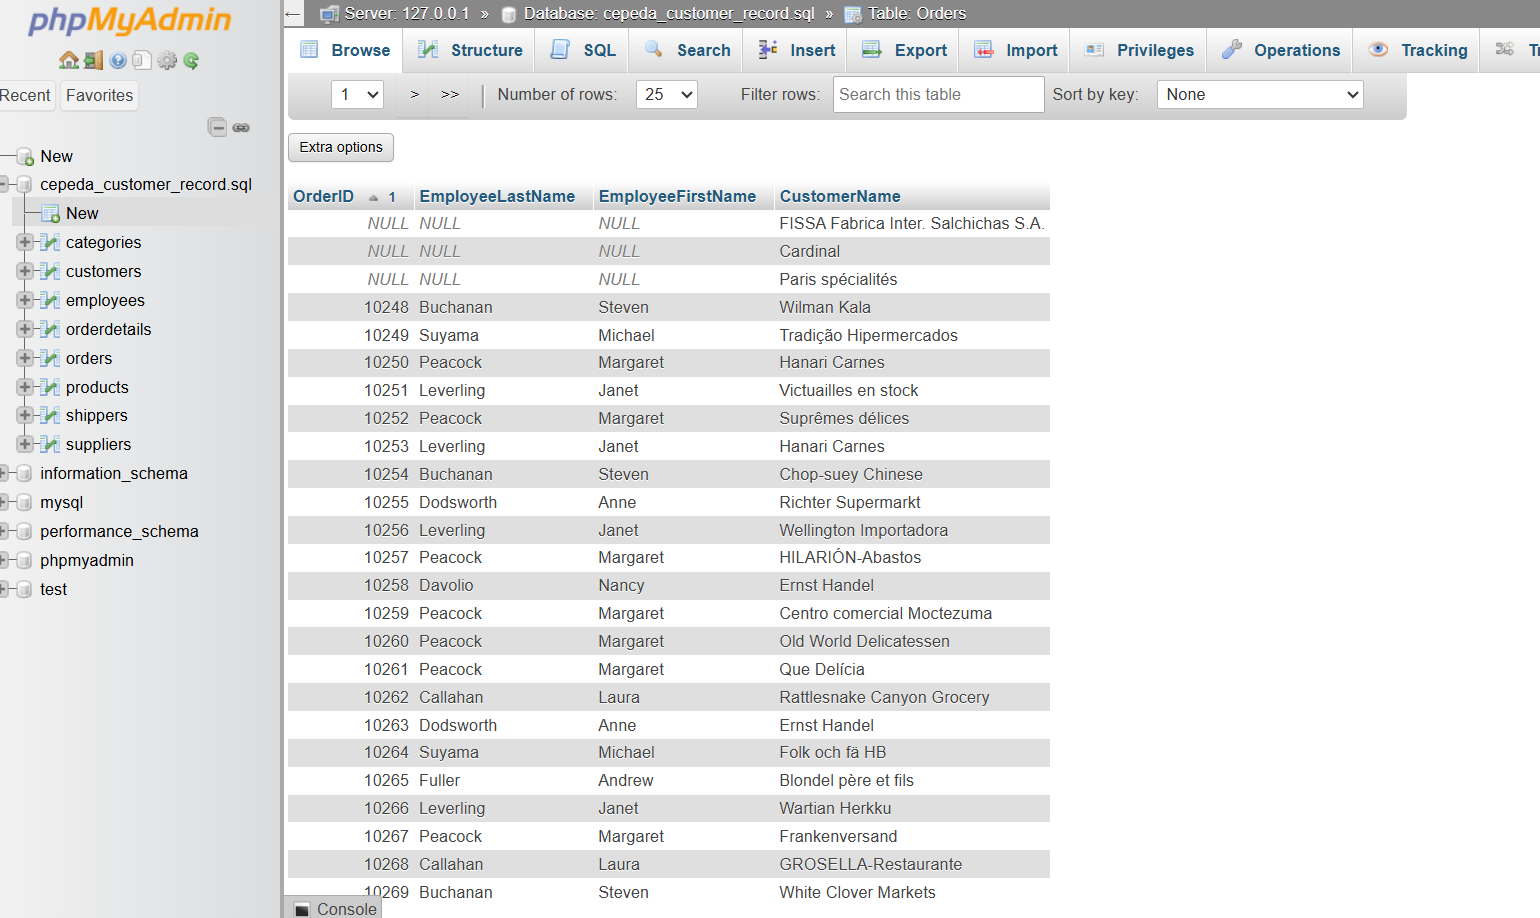 phpMyAdmin
Recent Favorites
New
cepeda_customer_record.sql
New
categories
customers
employees
orderdetails
orders
products
shippers
suppliers
information_schema
mysql
performance_schema
phpmyadmin
test
← Server: 127.0.0.1 » Database: cepeda_customer_record.sql » Table: Orders
Browse Structure SQL Search Insert Export Import Privileges Operations Tracking
1 > >> Number of rows: 25 Filter rows: Search this table Sort by key: None
Extra options
OrderID 1 EmployeeLastName EmployeeFirstName CustomerName
NULL NULL NULL FISSA Fabrica Inter. Salchichas S.A.
NULL NULL NULL Cardinal
NULL NULL NULL Paris spécialités
10248 Buchanan Steven Wilman Kala
10249 Suyama Michael Tradição Hipermercados
10250 Peacock Margaret Hanari Carnes
10251 Leverling Janet Victuailles en stock
10252 Peacock Margaret Suprêmes délices
10253 Leverling Janet Hanari Carnes
10254 Buchanan Steven Chop-suey Chinese
10255 Dodsworth Anne Richter Supermarkt
10256 Leverling Janet Wellington Importadora
10257 Peacock Margaret HILARIÓN-Abastos
10258 Davolio Nancy Ernst Handel
10259 Peacock Margaret Centro comercial Moctezuma
10260 Peacock Margaret Old World Delicatessen
10261 Peacock Margaret Que Delícia
10262 Callahan Laura Rattlesnake Canyon Grocery
10263 Dodsworth Anne Ernst Handel
10264 Suyama Michael Folk och fä HB
10265 Fuller Andrew Blondel père et fils
10266 Leverling Janet Wartian Herkku
10267 Peacock Margaret Frankenversand
10268 Callahan Laura GROSELLA-Restaurante
10269 Buchanan Steven White Clover Markets
Console